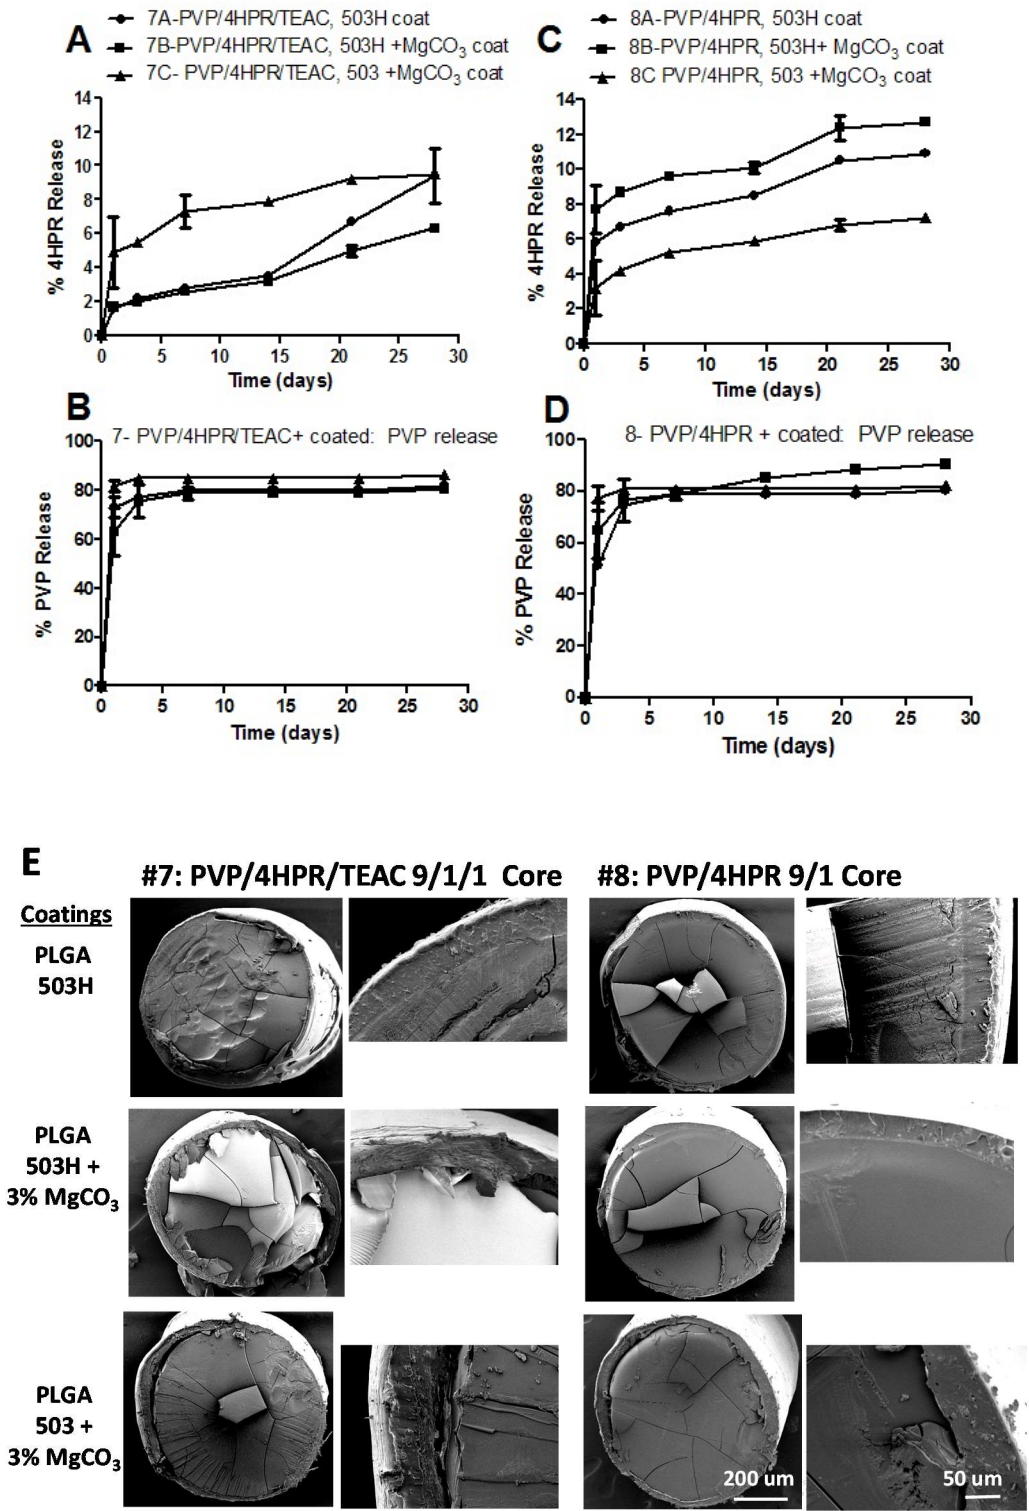 A
7A-PVP/4HPR/TEAC, 503H coat
7B-PVP/4HPR/TEAC, 503H +MgCO3 coat
7C- PVP/4HPR/TEAC, 503 +MgCO3 coat
% 4HPR Release
14
12
10
8
6
4
2
0
0 5 10 15 20 25 30
Time (days)
C
8A-PVP/4HPR, 503H coat
8B-PVP/4HPR, 503H+ MgCO3 coat
8C PVP/4HPR, 503 +MgCO3 coat
% 4HPR Release
14
12
10
8
6
4
2
0
0 5 10 15 20 25 30
Time (days)
B
7- PVP/4HPR/TEAC+ coated: PVP release
% PVP Release
100
80
60
40
20
0
0 5 10 15 20 25 30
Time (days)
D
8- PVP/4HPR + coated: PVP release
% PVP Release
100
80
60
40
20
0
0 5 10 15 20 25 30
Time (days)
E
#7: PVP/4HPR/TEAC 9/1/1 Core
#8: PVP/4HPR 9/1 Core
Coatings
PLGA
503H
PLGA
503H +
3% MgCO3
PLGA
503 +
3% MgCO3
200 um
50 um